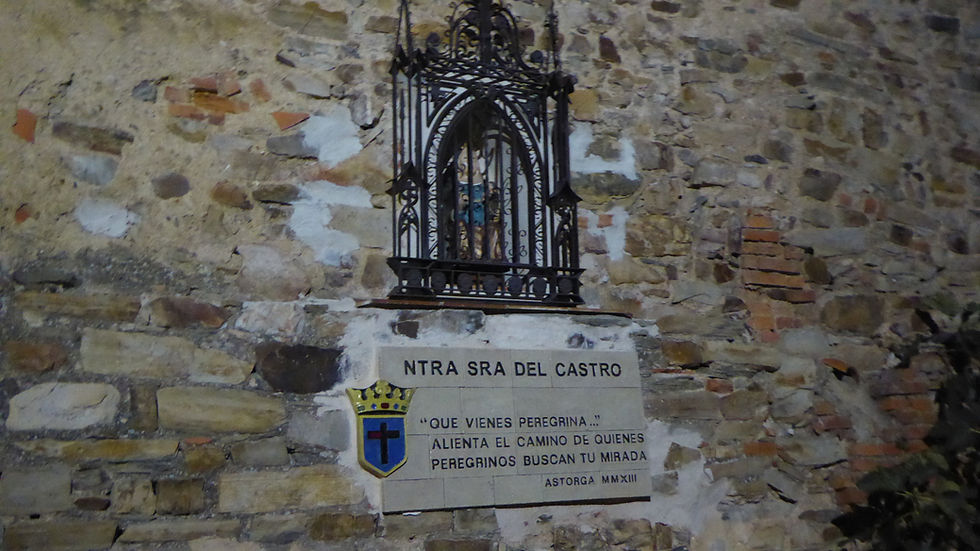 NTRA SRA DEL CASTRO
"QUE VIENES PEREGRINA..."
ALIENTA EL CAMINO DE QUIENES
PEREGRINOS BUSCAN TU MIRADA
ASTORGA MMXIII